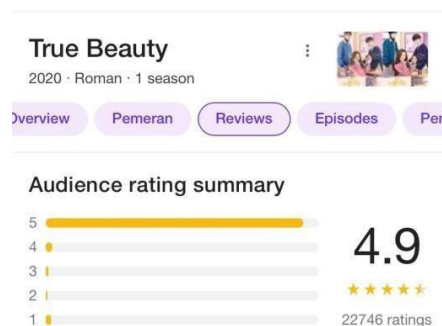 True Beauty
2020 · Roman · 1 season
Overview Pemeran Reviews Episodes Per
Audience rating summary
5
4
3
2
1
4.9
22746 ratings